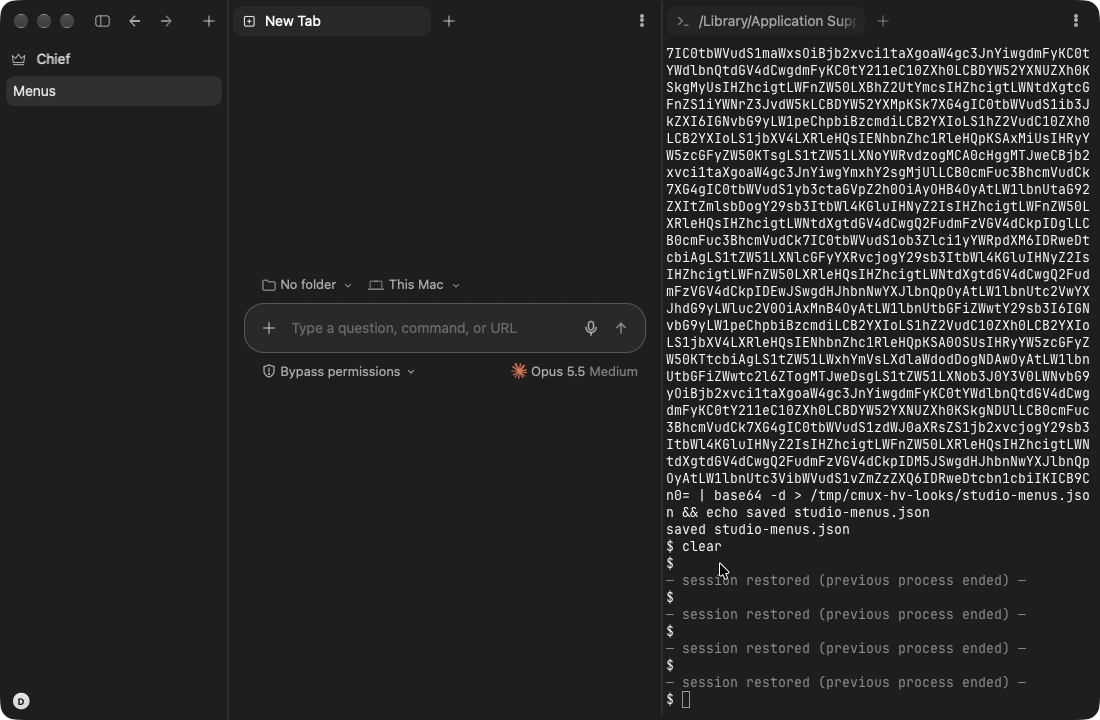 Chief
Menus
New Tab
No folder
This Mac
Type a question, command, or URL
Bypass permissions
Opus 5.5 Medium
D
/Library/Application Supp
7IC0tbWVudS1maWxsOiBjb2xvci1taXgoaW4gc3JnYiwgdmFyKC0t
YWdlbnQtdGV4dCwgdmFyKC0tY211eC10ZXh0LCBDYW52YXNUZXh0K
SkgMyUsIHZhcigtLWFnZW50LXBhZ2UtYmcsIHZhcigtLWNtdXgtcG
FnZS1iYWNrZ3JvdW5kLCBDYW52YXMpKSk7XG4gIC0tbWVudS1ib3J
kZXI6IGNvbG9yLW1peChpbiBzcmdiLCB2YXIoLS1hZ2VudC10ZXh0
LCB2YXIoLS1jbXV4LXRleHQsIENhbnZhc1RleHQpKSAxMiUsIHRyY
W5zcGFyZW50KTsgLS1tZW51LXNoYWRvdzogMCA0cHggMTJweCBjb2
xvci1taXgoaW4gc3JnYiwgYmxhY2sgMjUlLCB0cmFuc3BhcmVudCk
7XG4gIC0tbWVudS1yb3ctaGVpZ2h0OiAyOHB4OyAtLW1lbnUtaG92
ZXItZmlsbDogY29sb3ItbWl4KGluIHNyZ2IsIHZhcigtLWFnZW50L
XRleHQsIHZhcigtLWNtdXgtdGV4dCwgQ2FudmFzVGV4dCkpIDglLC
B0cmFuc3BhcmVudCk7IC0tbWVudS1ob3Zlci1yYWRpdXM6IDRweDt
cbiAgLS1tZW51LXNlcGFyYXRvcjogY29sb3ItbWl4KGluIHNyZ2Is
IHZhcigtLWFnZW50LXRleHQsIHZhcigtLWNtdXgtdGV4dCwgQ2Fud
mFzVGV4dCkpIDEwJSwgdHJhbnNwYXJlbnQpOyAtLW1lbnUtc2VwYX
JhdG9yLWluc2V0OiAxMnB4OyAtLW1lbnUtbGFiZWwtY29sb3I6IGN
vbG9yLW1peChpbiBzcmdiLCB2YXIoLS1hZ2VudC10ZXh0LCB2YXIo
LS1jbXV4LXRleHQsIENhbnZhc1RleHQpKSA0OSUsIHRyYW5zcGFyZ
W50KTtcbiAgLS1tZW51LWxhYmVsLXdlaWdodDogNDAwOyAtLW1lbn
UtbGFiZWwtc2l6ZTogMTJweDsgLS1tZW51LXNob3J0Y3V0LWNvbG9
yOiBjb2xvci1taXgoaW4gc3JnYiwgdmFyKC0tYWdlbnQtdGV4dCwg
dmFyKC0tY211eC10ZXh0LCBDYW52YXNUZXh0KSkgNDUlLCB0cmFuc
3BhcmVudCk7XG4gIC0tbWVudS1zdWJ0aXRsZS1jb2xvcjogY29sb3
ItbWl4KGluIHNyZ2IsIHZhcigtLWFnZW50LXRleHQsIHZhcigtLWN
tdXgtdGV4dCwgQ2FudmFzVGV4dCkpIDM5JSwgdHJhbnNwYXJlbnQp
OyAtLW1lbnUtc3VibWVudS1vZmZzZXQ6IDRweDtcbn1cbiIKICB9C
n0= | base64 -d > /tmp/cmux-hv-looks/studio-menus.jso
n && echo saved studio-menus.json
saved studio-menus.json
$ clear
$
— session restored (previous process ended) —
$
— session restored (previous process ended) —
$
— session restored (previous process ended) —
$
— session restored (previous process ended) —
$